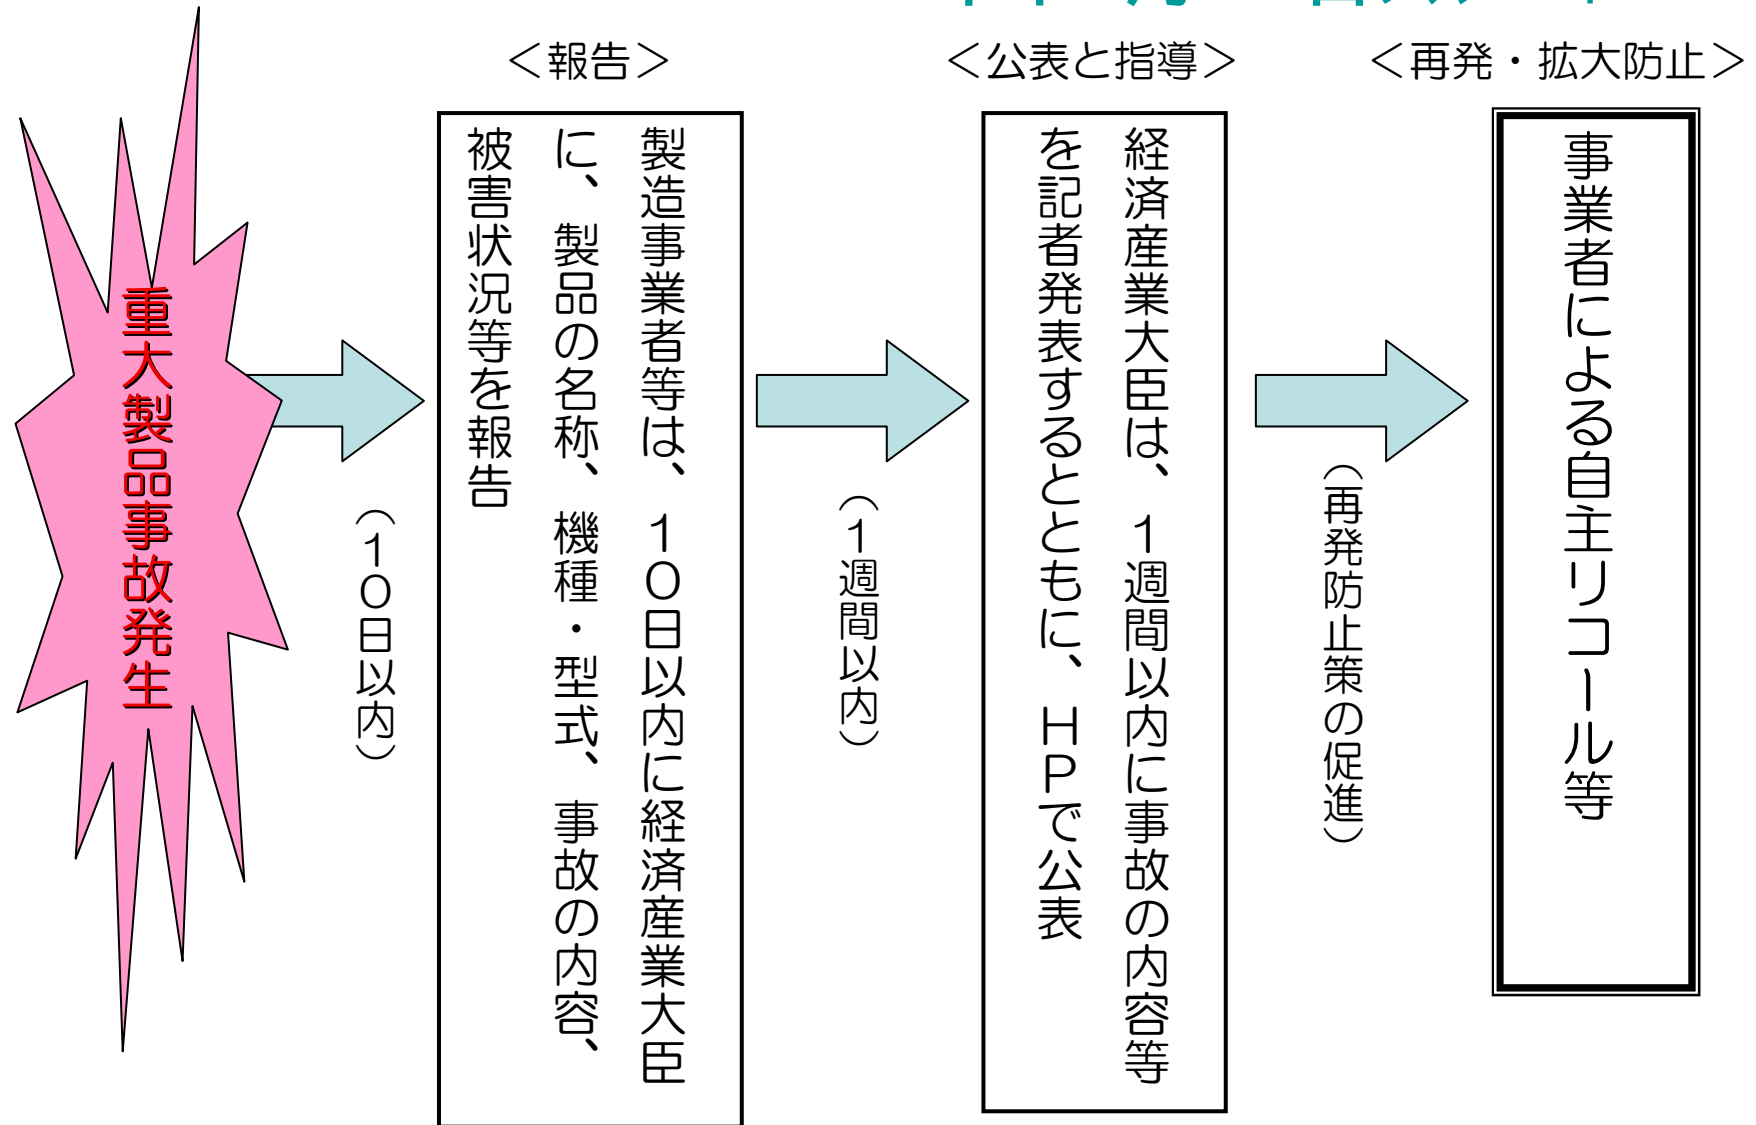 ＜報告＞
＜公表と指導＞
＜再発・拡大防止＞
重大製品事故発生
（１０日以内）
製造事業者等は、１０日以内に経済産業大臣
に、製品の名称、機種・型式、事故の内容、
被害状況等を報告
（１週間以内）
経済産業大臣は、１週間以内に事故の内容等
を記者発表するとともに、ＨＰで公表
（再発防止策の促進）
事業者による自主リコール等